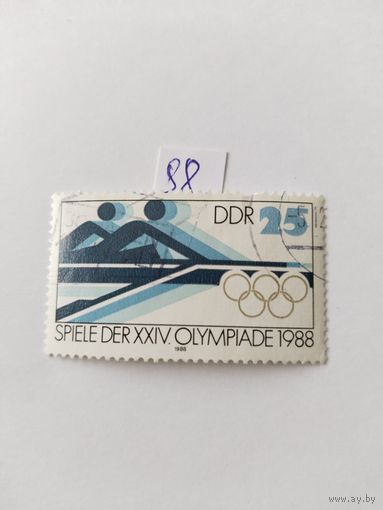 88
DDR 25
SPIELE DER XXIV. OLYMPIADE 1988
1988
www.ay.by